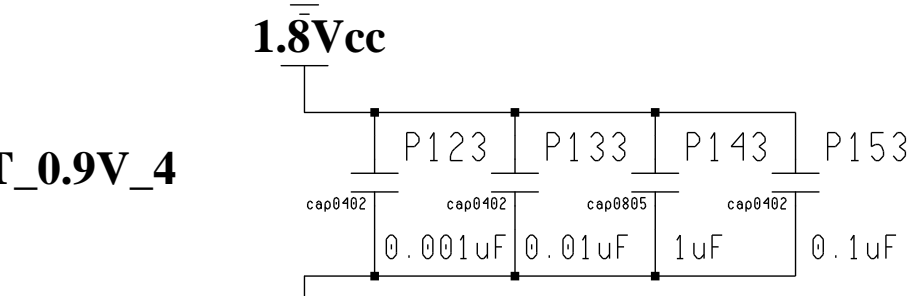 1.8Vcc
P123 P133 P143 P153
T_0.9V_4
cap0402 cap0402 cap0805 cap0402
0.001uF 0.01uF 1uF 0.1uF